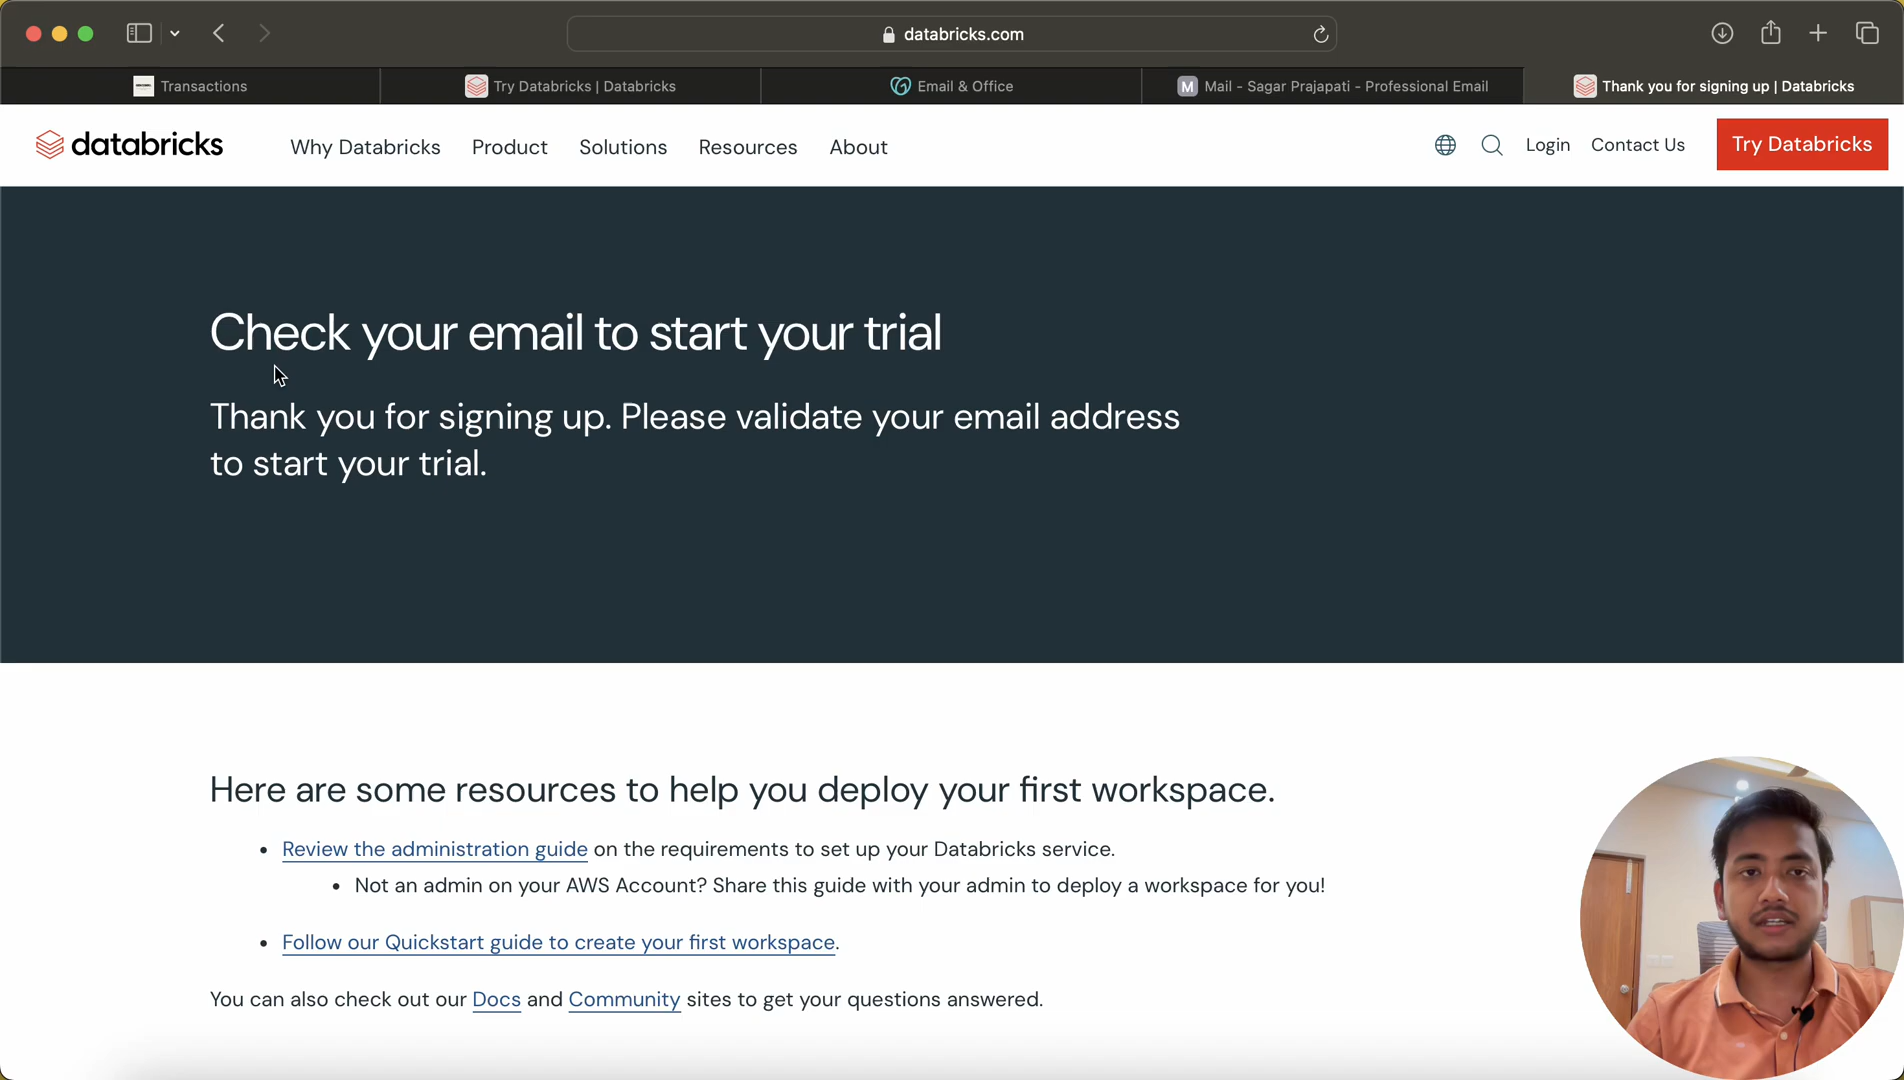 databricks.com
Transactions
Try Databricks | Databricks
Email & Office
M
Mail - Sagar Prajapati - Professional Email
Thank you for signing up | Databricks
databricks
Why Databricks
Product
Solutions
Resources
About
Login
Contact Us
Try Databricks
Check your email to start your trial
Thank you for signing up. Please validate your email address
to start your trial.
Here are some resources to help you deploy your first workspace.
• Review the administration guide on the requirements to set up your Databricks service.
• Not an admin on your AWS Account? Share this guide with your admin to deploy a workspace for you!
• Follow our Quickstart guide to create your first workspace.
You can also check out our Docs and Community sites to get your questions answered.